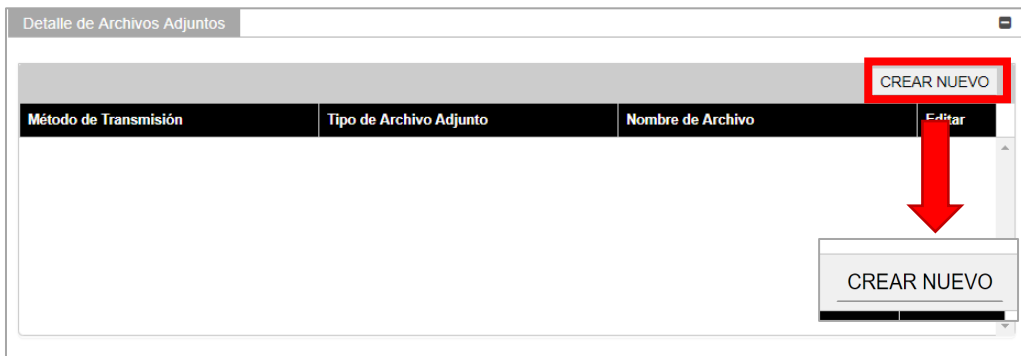 Detalle de Archivos Adjuntos
CREAR NUEVO
Método de Transmisión Tipo de Archivo Adjunto Nombre de Archivo Editar
CREAR NUEVO